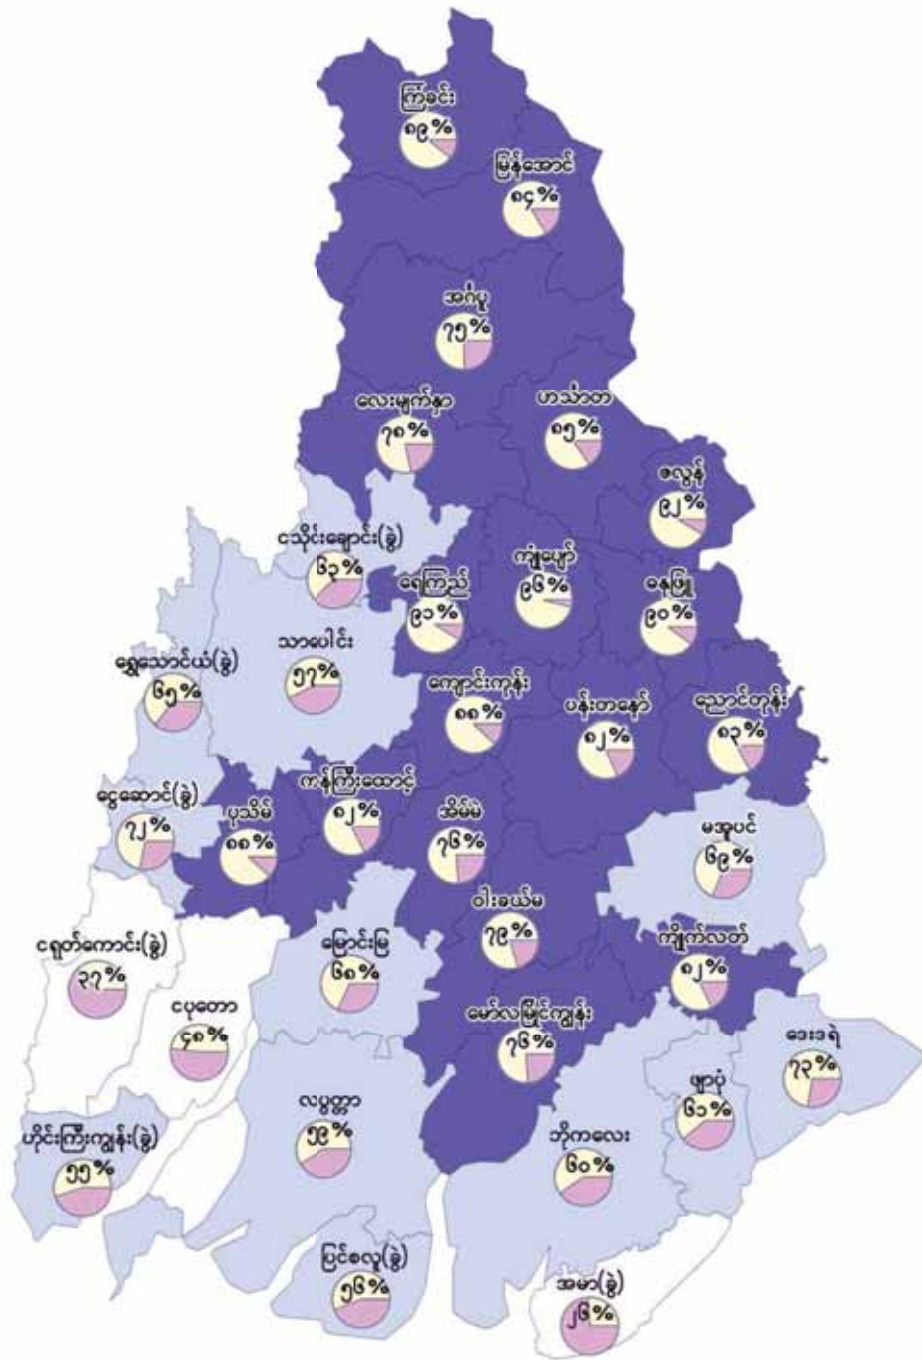 ကြံခင်း
၈၉%
မြန်အောင်
၈၄%
အင်္ဂပူ
၇၅%
လေးမျက်နှာ
၇၈%
ဟင်္သာတ
၈၅%
ဇလွန်
၉၂%
ငသိုင်းချောင်း(ခွဲ)
၆၃%
ရေကြည်
၉၁%
ကျုံပျော်
၉၆%
ဓနုဖြူ
၉၀%
ရွှေသောင်ယံ(ခွဲ)
၆၅%
သာပေါင်း
၅၇%
ကျောင်းကုန်း
၈၈%
ပန်းတနော်
၈၂%
ညောင်တုန်း
၈၃%
ငွေဆောင်(ခွဲ)
၇၂%
ပုသိမ်
၈၈%
ကန်ကြီးထောင့်
၈၂%
အိမ်မဲ
၇၆%
မအူပင်
၆၉%
ဝါးခယ်မ
၇၉%
ငရုတ်ကောင်း(ခွဲ)
၃၇%
မြောင်းမြ
၆၈%
ကျိုက်လတ်
၈၂%
ငပုတော
၄၈%
မော်လမြိုင်ကျွန်း
၇၆%
ဒေးဒရဲ
၇၃%
ဖျာပုံ
၆၁%
လပွတ္တာ
၅၉%
ဟိုင်းကြီးကျွန်း(ခွဲ)
၅၅%
ဘိုကလေး
၆၀%
ပြင်စလူ(ခွဲ)
၅၆%
အမာ(ခွဲ)
၂၆%